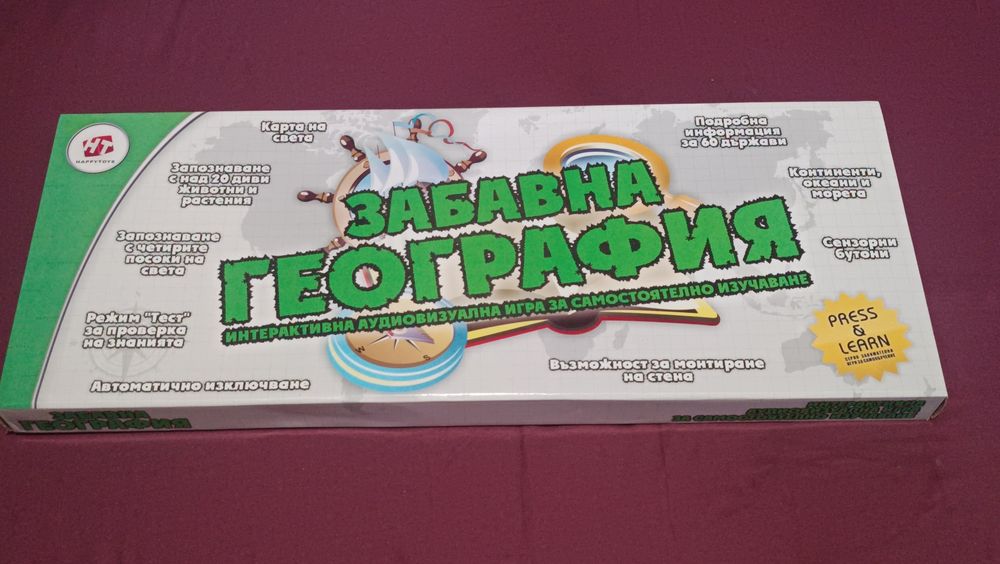 HT
HAPPYTOYS
Карта на
света
Подробна
информация
за 60 държави
Запознаване
с над 20 диви
животни и
растения
Континенти,
океани и
морета
ЗАБАВНА
ГЕОГРАФИЯ
ИНТЕРАКТИВНА АУДИОВИЗУАЛНА ИГРА ЗА САМОСТОЯТЕЛНО ИЗУЧАВАНЕ
Запознаване
с четирите
посоки на
света
Сензорни
бутони
Режим "Тест"
за проверка
на знанията
PRESS
&
LEARN
W
S
Възможност за монтиране
на стена
Автоматично изключване
ЗАБАВНА
ГЕОГРАФИЯ